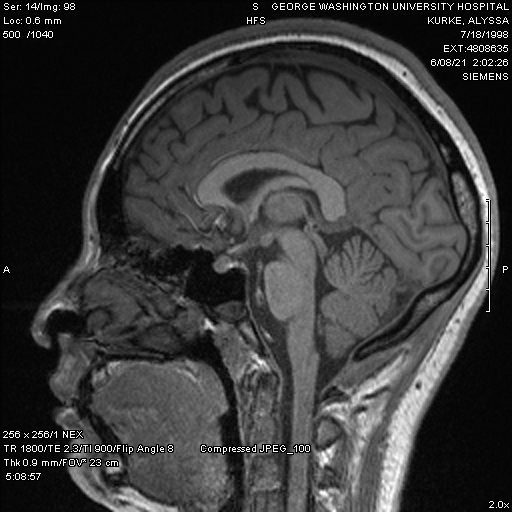 Ser: 14/Img: 98
Loc: 0.6 mm
500 /1040
S GEORGE WASHINGTON UNIVERSITY HOSPITAL
HFS KURKE, ALYSSA
7/18/1998
EXT:4808635
6/08/21 2:02:26
SIEMENS
A
P
256 x 256/1 NEX
TR 1800/TE 2.3/TI 900/Flip Angle 8 Compressed JPEG_100
Thk 0.9 mm/FOV* 23 cm
5:08:57
2.0x